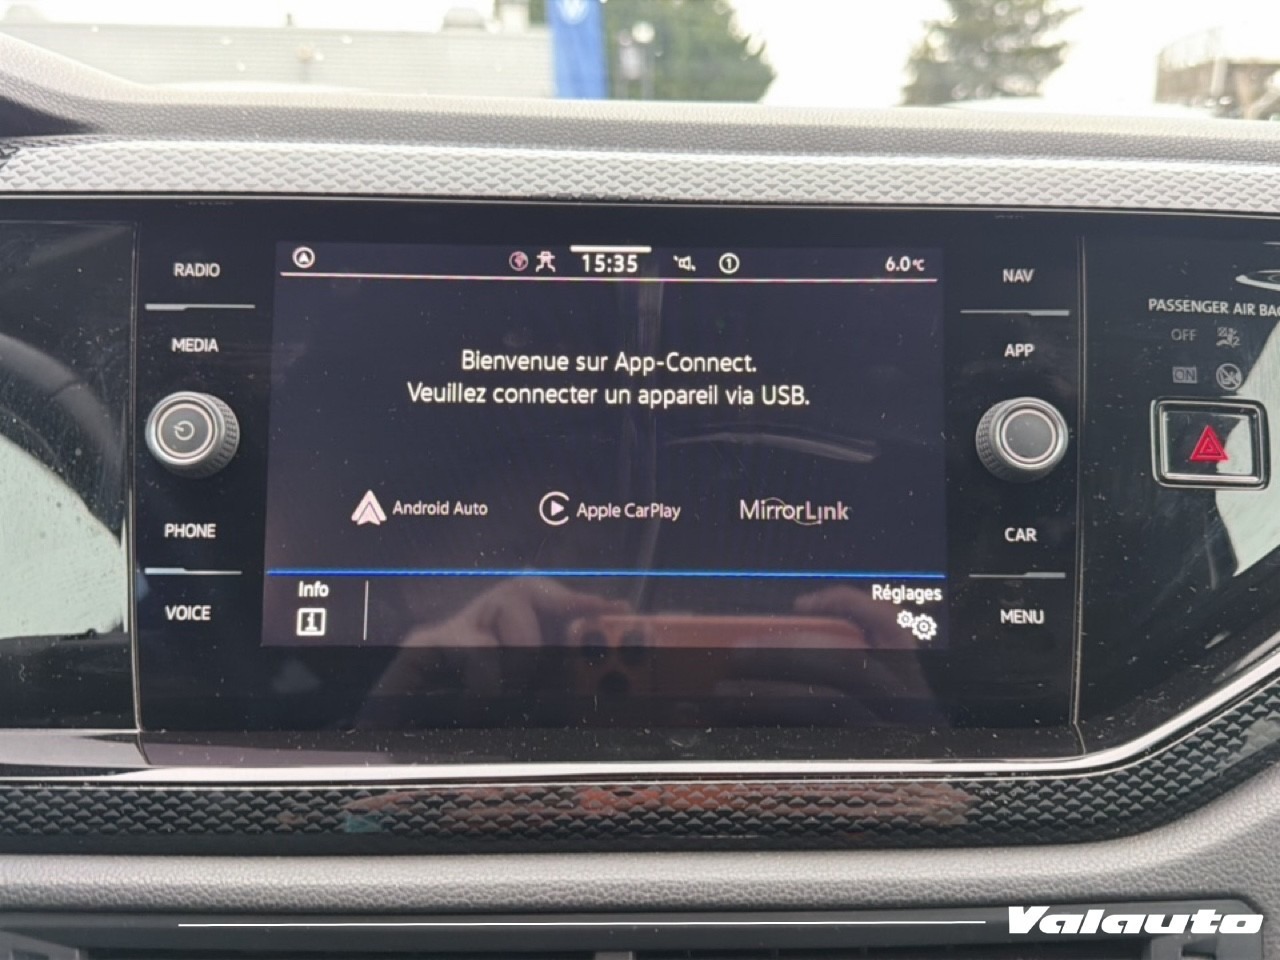 RADIO
MEDIA
PHONE
VOICE
15:35
1
6.0°C
Bienvenue sur App-Connect.
Veuillez connecter un appareil via USB.
Android Auto
Apple CarPlay
MirrorLink
Info
i
Réglages
NAV
APP
CAR
MENU
PASSENGER AIR BAG
OFF
ON
Valauto